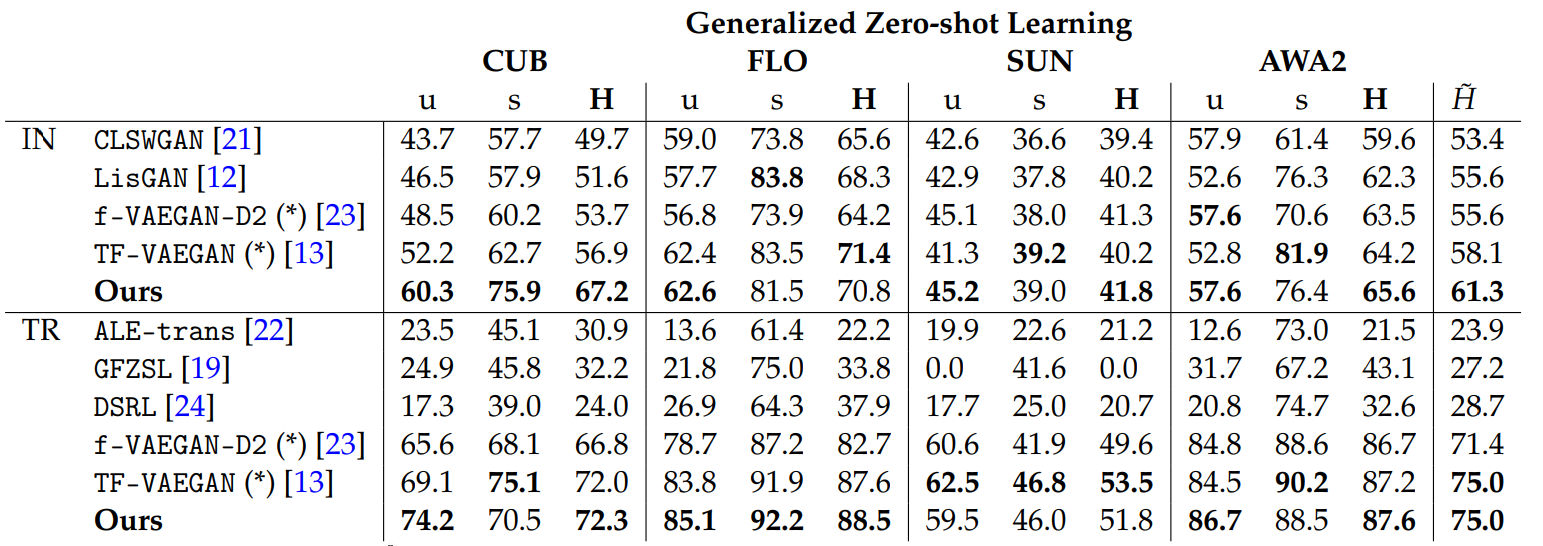 Generalized Zero-shot Learning
CUB FLO SUN AWA2
u s H u s H u s H u s H H̃
IN CLSWGAN [21] 43.7 57.7 49.7 59.0 73.8 65.6 42.6 36.6 39.4 57.9 61.4 59.6 53.4
LisGAN [12] 46.5 57.9 51.6 57.7 83.8 68.3 42.9 37.8 40.2 52.6 76.3 62.3 55.6
f-VAEGAN-D2 (*) [23] 48.5 60.2 53.7 56.8 73.9 64.2 45.1 38.0 41.3 57.6 70.6 63.5 55.6
TF-VAEGAN (*) [13] 52.2 62.7 56.9 62.4 83.5 71.4 41.3 39.2 40.2 52.8 81.9 64.2 58.1
Ours 60.3 75.9 67.2 62.6 81.5 70.8 45.2 39.0 41.8 57.6 76.4 65.6 61.3
TR ALE-trans [22] 23.5 45.1 30.9 13.6 61.4 22.2 19.9 22.6 21.2 12.6 73.0 21.5 23.9
GFZSL [19] 24.9 45.8 32.2 21.8 75.0 33.8 0.0 41.6 0.0 31.7 67.2 43.1 27.2
DSRL [24] 17.3 39.0 24.0 26.9 64.3 37.9 17.7 25.0 20.7 20.8 74.7 32.6 28.7
f-VAEGAN-D2 (*) [23] 65.6 68.1 66.8 78.7 87.2 82.7 60.6 41.9 49.6 84.8 88.6 86.7 71.4
TF-VAEGAN (*) [13] 69.1 75.1 72.0 83.8 91.9 87.6 62.5 46.8 53.5 84.5 90.2 87.2 75.0
Ours 74.2 70.5 72.3 85.1 92.2 88.5 59.5 46.0 51.8 86.7 88.5 87.6 75.0